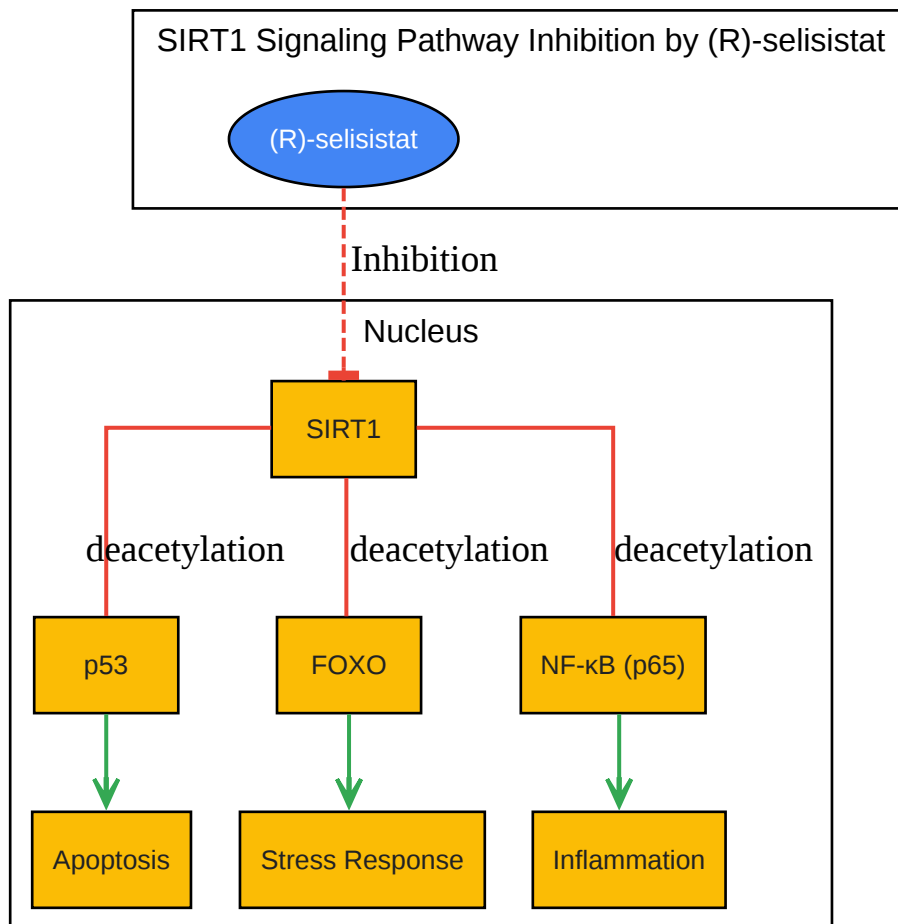 SIRT1 Signaling Pathway Inhibition by (R)-selisistat
(R)-selisistat
Inhibition
Nucleus
SIRT1
deacetylation deacetylation deacetylation
p53 FOXO NF-κB (p65)
Apoptosis Stress Response Inflammation